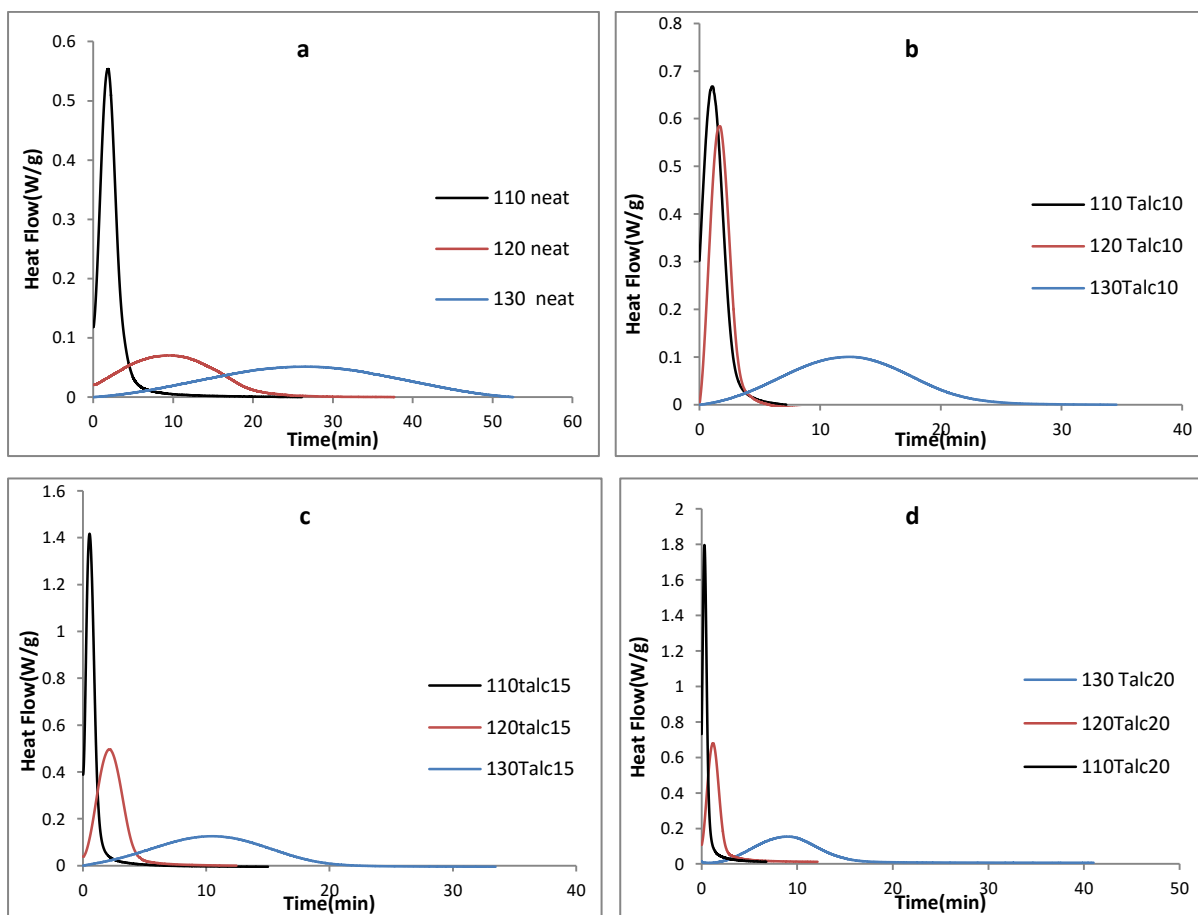 a
0.6
0.5
0.4
0.3
0.2
0.1
0
Heat Flow(W/g)
110 neat
120 neat
130 neat
0 10 20 30 40 50 60
Time(min)
b
0.8
0.7
0.6
0.5
0.4
0.3
0.2
0.1
0
Heat Flow(W/g)
110 Talc10
120 Talc10
130Talc10
0 10 20 30 40
Time(min)
c
1.6
1.4
1.2
1
0.8
0.6
0.4
0.2
0
Heat Flow(W/g)
110talc15
120talc15
130Talc15
0 10 20 30 40
Time(min)
d
2
1.8
1.6
1.4
1.2
1
0.8
0.6
0.4
0.2
0
Heat Flow(W/g)
130 Talc20
120Talc20
110Talc20
0 10 20 30 40 50
Time(min)